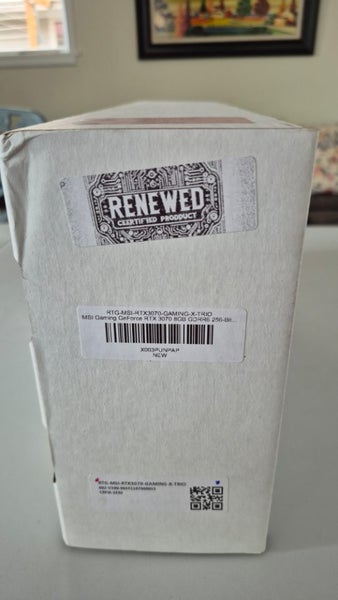 RENEWED
CERTIFIED PRODUCT
RTG-MSI-RTX3070-GAMING-X-TRIO
MSI Gaming GeForce RTX 3070 8GB GDRR6 256-Bit...
X003PUNPAP
NEW
RTG-MSI-RTX3070-GAMING-X-TRIO